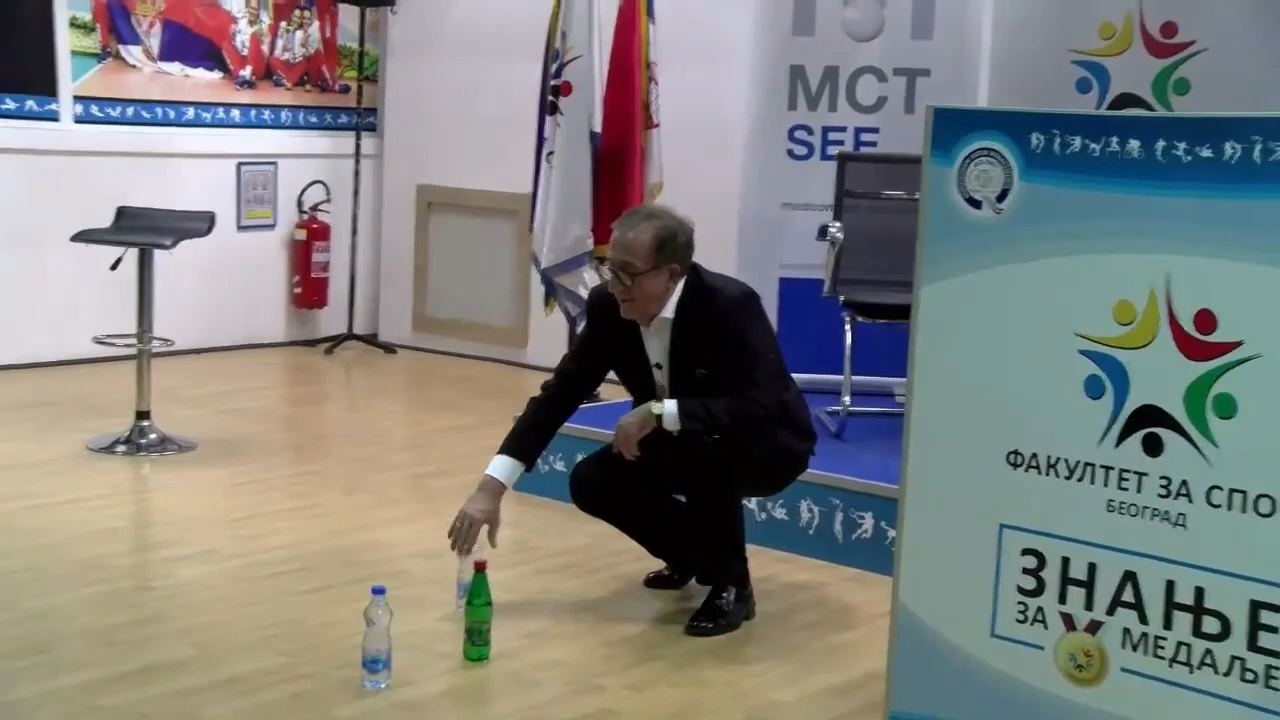 MCT
SEE
ФАКУЛТЕТ ЗА СПО
БЕОГРАД
ЗНАЊЕ
ЗА МЕДАЉЕ